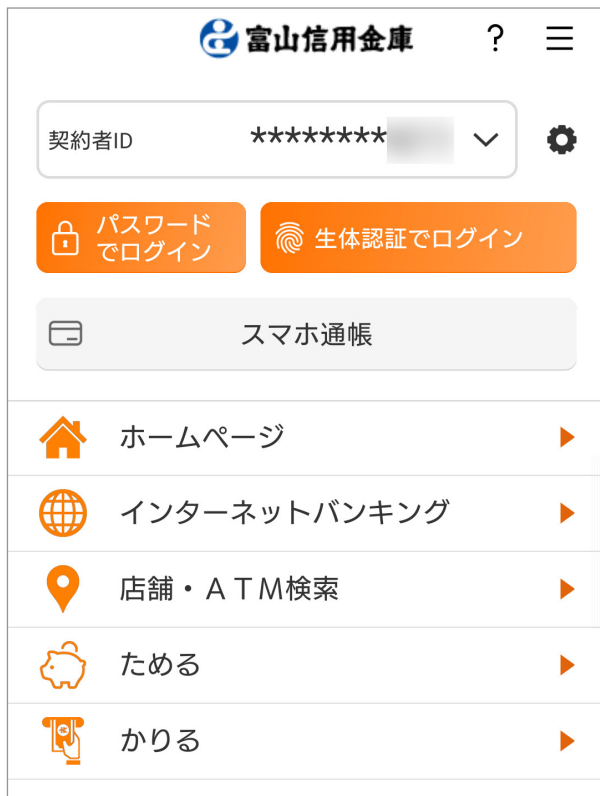 富山信用金庫 ?
契約者ID ********
パスワード
でログイン
生体認証でログイン
スマホ通帳
ホームページ
インターネットバンキング
店舗・ＡＴＭ検索
ためる
かりる